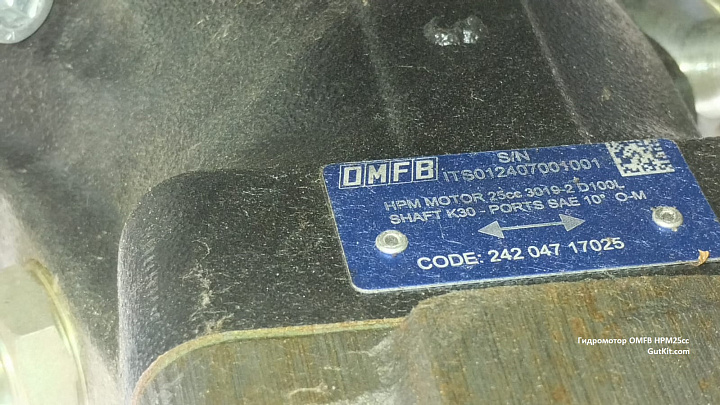 OMFB
S/N
ITS012407001001
HPM MOTOR 25cc 3019-2 D100L
SHAFT K30 - PORTS SAE 10° O-M
CODE: 242 047 17025
Гидромотор OMFB HPM25cc
GutKit.com